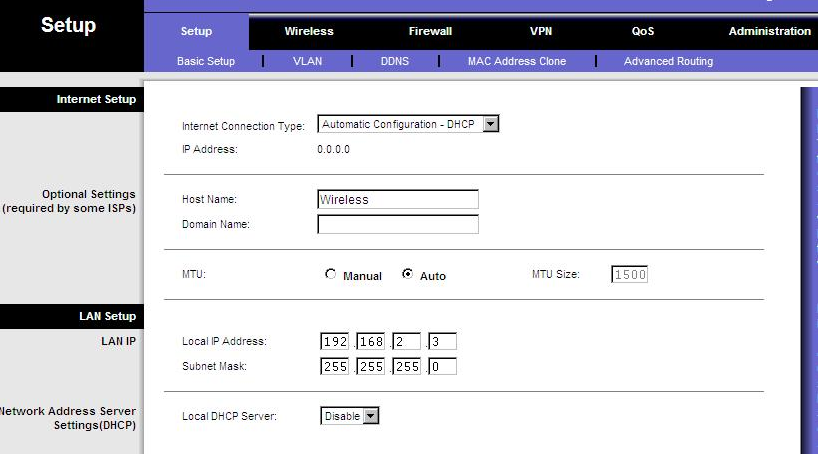 Setup
Setup Wireless Firewall VPN QoS Administration
Basic Setup VLAN DDNS MAC Address Clone Advanced Routing
Internet Setup
Internet Connection Type: Automatic Configuration - DHCP
IP Address: 0.0.0.0
Optional Settings
(required by some ISPs)
Host Name: Wireless
Domain Name:
MTU: Manual Auto MTU Size: 1500
LAN Setup
LAN IP
Local IP Address: 192 . 168 . 2 . 3
Subnet Mask: 255 . 255 . 255 . 0
Network Address Server
Settings(DHCP)
Local DHCP Server: Disable